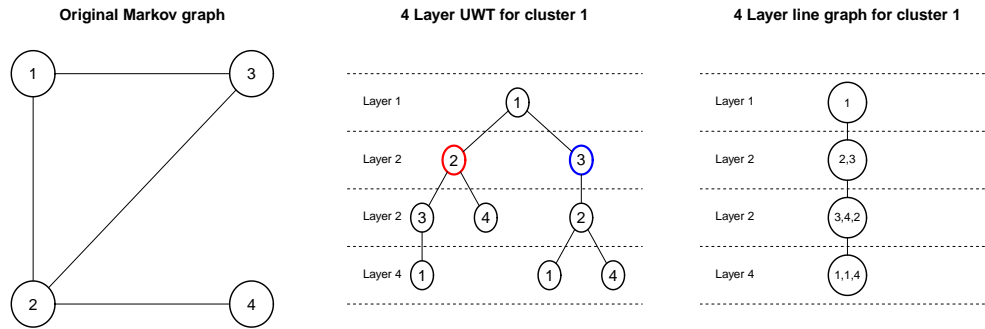 Original Markov graph
1
3
2
4
4 Layer UWT for cluster 1
Layer 1
1
Layer 2
2
3
Layer 2
3
4
2
Layer 4
1
1
4
4 Layer line graph for cluster 1
Layer 1
1
Layer 2
2,3
Layer 2
3,4,2
Layer 4
1,1,4